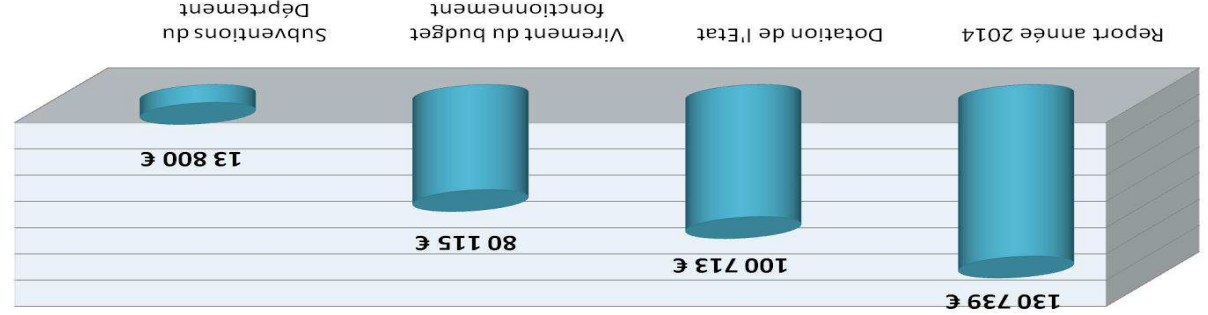 130 739 €
100 713 €
80 115 €
13 800 €
Report année 2014
Dotation de l'Etat
Virement du budget
fonctionnement
Subventions du
Déprtement